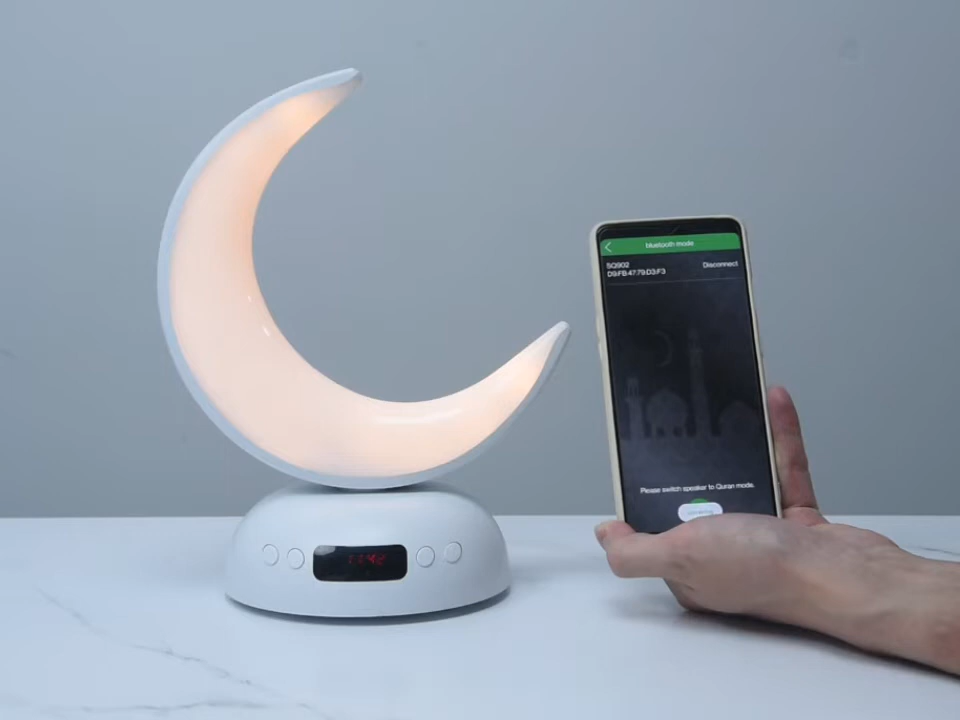 bluetooth mode
SQ902
Disconnect
D9:FB:47:79:D3:F3
Please switch speaker to Quran mode.